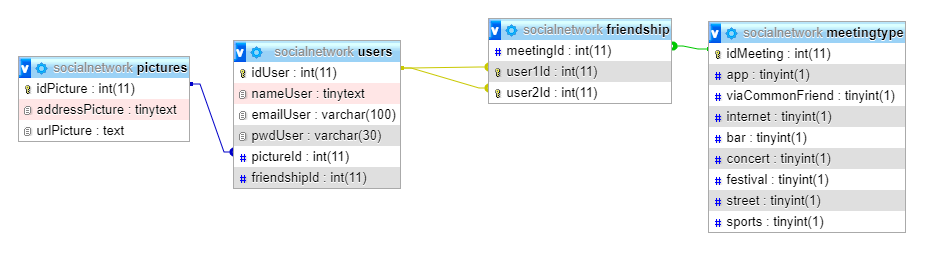 socialnetwork pictures
idPicture : int(11)
addressPicture : tinytext
urlPicture : text
v socialnetwork users
idUser : int(11)
nameUser : tinytext
emailUser : varchar(100)
pwdUser : varchar(30)
# pictureId : int(11)
# friendshipId : int(11)
v socialnetwork friendship
# meetingId : int(11)
user1Id : int(11)
user2Id : int(11)
v socialnetwork meetingtype
idMeeting : int(11)
# app : tinyint(1)
# viaCommonFriend : tinyint(1)
# internet : tinyint(1)
# bar : tinyint(1)
# concert : tinyint(1)
# festival : tinyint(1)
# street : tinyint(1)
# sports : tinyint(1)